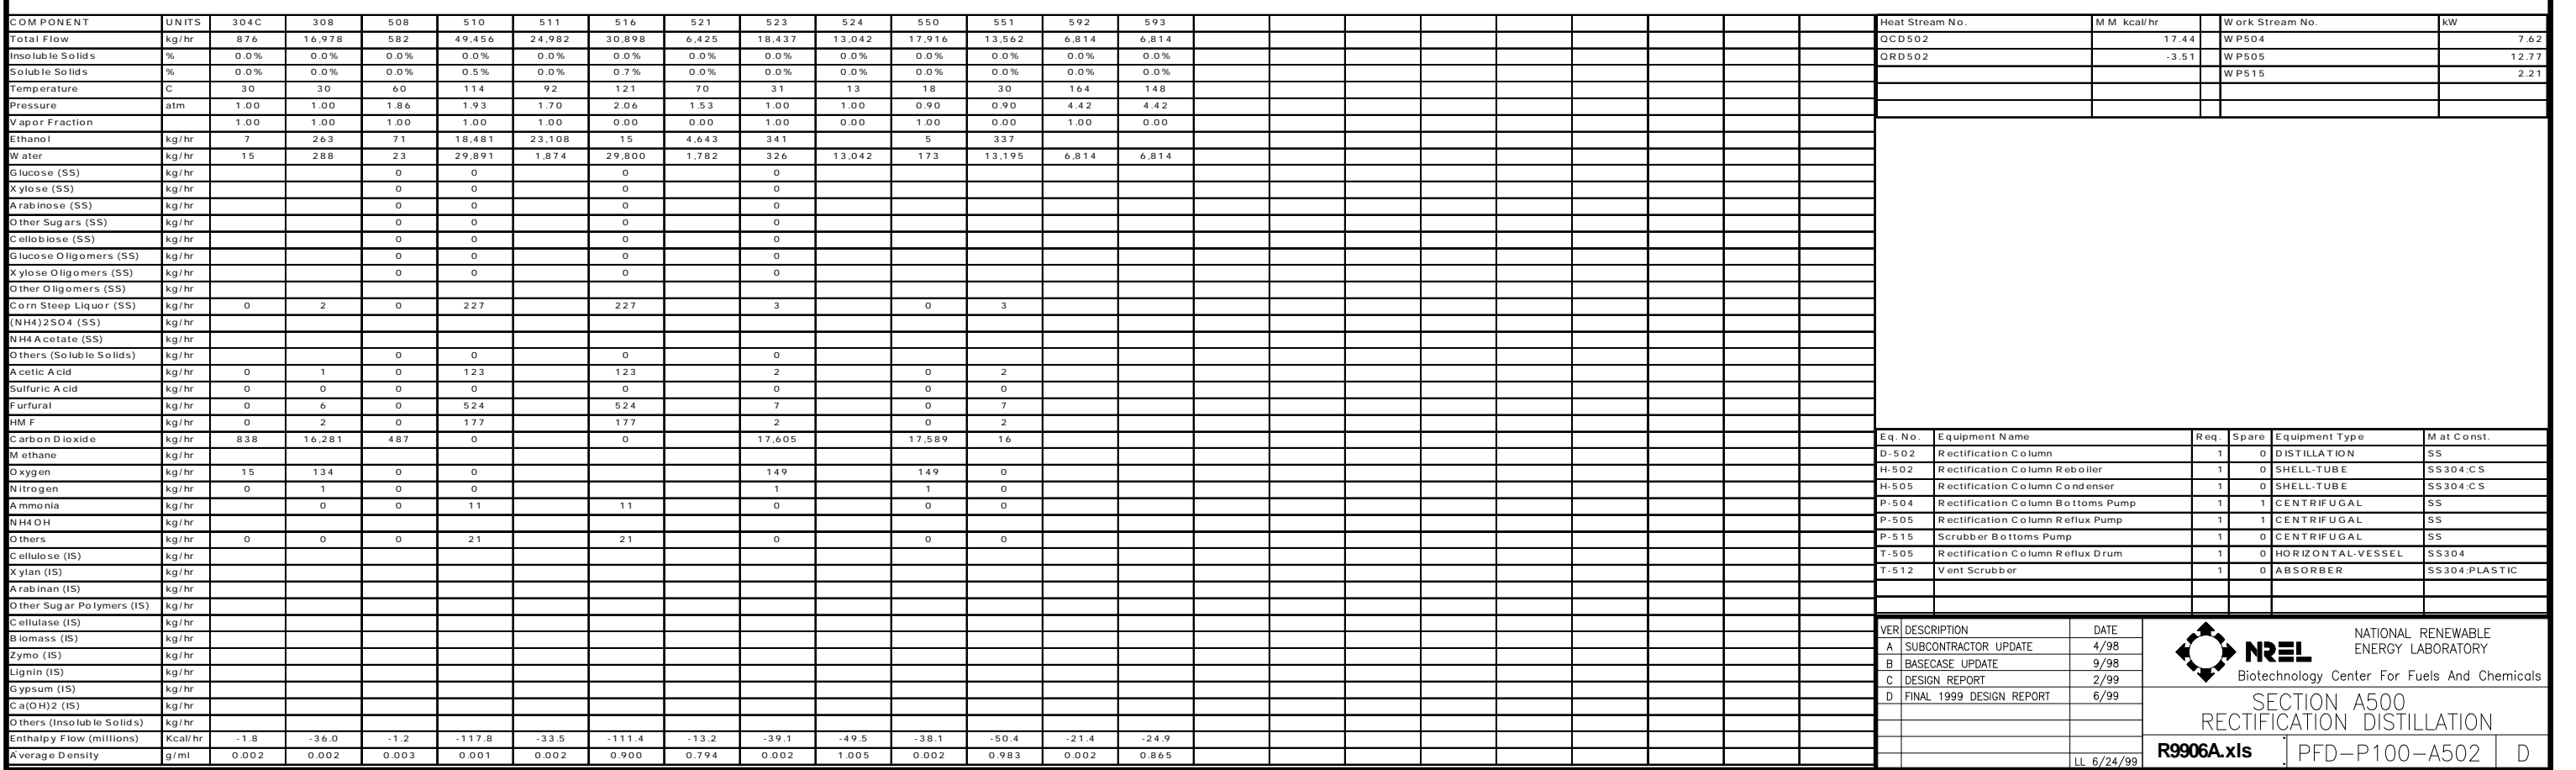 COMPONENT UNITS 304C 308 508 510 511 516 521 523 524 550 551 592 593
Total Flow kg/hr 876 16,978 582 49,456 24,982 30,898 6,425 18,437 13,042 17,916 13,562 6,814 6,814
Insoluble Solids % 0.0% 0.0% 0.0% 0.0% 0.0% 0.0% 0.0% 0.0% 0.0% 0.0% 0.0% 0.0% 0.0%
Soluble Solids % 0.0% 0.0% 0.0% 0.5% 0.0% 0.7% 0.0% 0.0% 0.0% 0.0% 0.0% 0.0% 0.0%
Temperature C 30 30 60 114 92 121 70 31 13 18 30 164 148
Pressure atm 1.00 1.00 1.86 1.93 1.70 2.06 1.53 1.00 1.00 0.90 0.90 4.42 4.42
Vapor Fraction 1.00 1.00 1.00 1.00 1.00 0.00 0.00 1.00 0.00 1.00 0.00 1.00 0.00
Ethanol kg/hr 7 263 71 18,481 23,108 15 4,643 341 5 337
Water kg/hr 15 288 23 29,891 1,874 29,800 1,782 326 13,042 173 13,195 6,814 6,814
Glucose (SS) kg/hr 0 0 0 0
Xylose (SS) kg/hr 0 0 0 0
Arabinose (SS) kg/hr 0 0 0 0
Other Sugars (SS) kg/hr 0 0 0 0
Cellobiose (SS) kg/hr 0 0 0 0
Glucose Oligomers (SS) kg/hr 0 0 0 0
Xylose Oligomers (SS) kg/hr 0 0 0 0
Other Oligomers (SS) kg/hr
Corn Steep Liquor (SS) kg/hr 0 2 0 227 227 3 0 3
(NH4)2SO4 (SS) kg/hr
NH4Acetate (SS) kg/hr
Others (Soluble Solids) kg/hr 0 0 0 0
Acetic Acid kg/hr 0 1 0 123 123 2 0 2
Sulfuric Acid kg/hr 0 0 0 0 0 0 0 0
Furfural kg/hr 0 6 0 524 524 7 0 7
HMF kg/hr 0 2 0 177 177 2 0 2
Carbon Dioxide kg/hr 838 16,281 487 0 0 17,605 17,589 16
Methane kg/hr
Oxygen kg/hr 15 134 0 0 149 149 0
Nitrogen kg/hr 0 1 0 0 1 1 0
Ammonia kg/hr 0 0 11 11 0 0 0
NH4OH kg/hr
Others kg/hr 0 0 0 21 21 0 0 0
Cellulose (IS) kg/hr
Xylan (IS) kg/hr
Arabinan (IS) kg/hr
Other Sugar Polymers (IS) kg/hr
Cellulase (IS) kg/hr
Biomass (IS) kg/hr
Zymo (IS) kg/hr
Lignin (IS) kg/hr
Gypsum (IS) kg/hr
Ca(OH)2 (IS) kg/hr
Others (Insoluble Solids) kg/hr
Enthalpy Flow (millions) Kcal/hr -1.8 -36.0 -1.2 -117.8 -33.5 -111.4 -13.2 -39.1 -49.5 -38.1 -50.4 -21.4 -24.9
Average Density g/ml 0.002 0.002 0.003 0.001 0.002 0.900 0.794 0.002 1.005 0.002 0.983 0.002 0.865
Heat Stream No. MM kcal/hr Work Stream No. kW
QCD502 17.44 WP504 7.62
QRD502 -3.51 WP505 12.77
WP515 2.21
Eq. No. Equipment Name Req. Spare Equipment Type Mat Const.
D-502 Rectification Column 1 0 DISTILLATION SS
H-502 Rectification Column Reboiler 1 0 SHELL-TUBE SS304;CS
H-505 Rectification Column Condenser 1 0 SHELL-TUBE SS304;CS
P-504 Rectification Column Bottoms Pump 1 1 CENTRIFUGAL SS
P-505 Rectification Column Reflux Pump 1 1 CENTRIFUGAL SS
P-515 Scrubber Bottoms Pump 1 0 CENTRIFUGAL SS
T-505 Rectification Column Reflux Drum 1 0 HORIZONTAL-VESSEL SS304
T-512 Vent Scrubber 1 0 ABSORBER SS304;PLASTIC
VER DESCRIPTION DATE
A SUBCONTRACTOR UPDATE 4/98
B BASECASE UPDATE 9/98
C DESIGN REPORT 2/99
D FINAL 1999 DESIGN REPORT 6/99
LL 6/24/99
NREL
NATIONAL RENEWABLE
ENERGY LABORATORY
Biotechnology Center For Fuels And Chemicals
SECTION A500
RECTIFICATION DISTILLATION
R9906A.xls PFD-P100-A502 D